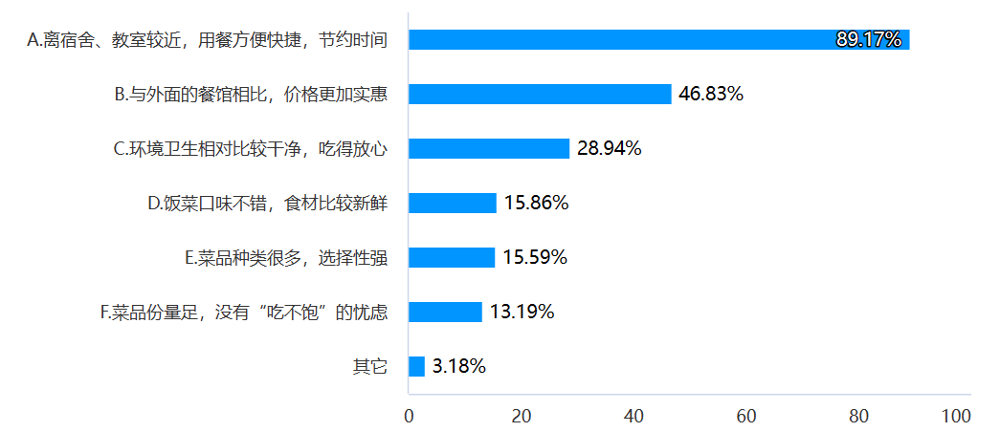 A.离宿舍、教室较近，用餐方便快捷，节约时间
89.17%
B.与外面的餐馆相比，价格更加实惠
46.83%
C.环境卫生相对比较干净，吃得放心
28.94%
D.饭菜口味不错，食材比较新鲜
15.86%
E.菜品种类很多，选择性强
15.59%
F.菜品份量足，没有“吃不饱”的忧虑
13.19%
其它
3.18%
0 20 40 60 80 100